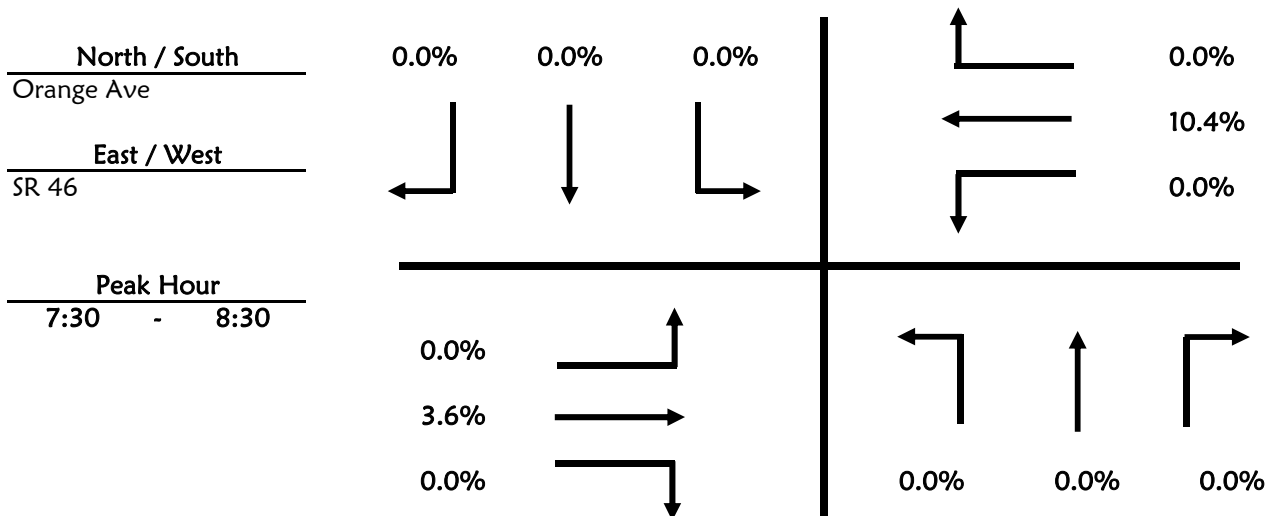 North / South
Orange Ave
East / West
SR 46
Peak Hour
7:30 - 8:30
0.0% 0.0% 0.0%
0.0%
10.4%
0.0%
0.0%
3.6%
0.0%
0.0% 0.0% 0.0%